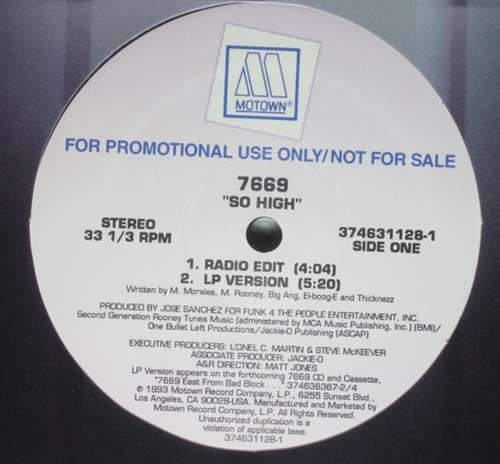 MOTOWN®
FOR PROMOTIONAL USE ONLY/NOT FOR SALE
7669
"SO HIGH"
STEREO
33 1/3 RPM
374631128-1
SIDE ONE
1. RADIO EDIT (4:04)
2. LP VERSION (5:20)
Written by M. Morales, M. Rooney, Big Ang, El-boog-E and Thicknezz
PRODUCED BY JOSE SANCHEZ FOR FUNK 4 THE PEOPLE ENTERTAINMENT, INC.
Second Generation Rooney Tunes Music (administered by MCA Music Publishing, Inc.) (BMI)/
One Bullet Left Productions/Jackie-O Publishing (ASCAP)
EXECUTIVE PRODUCERS: LIONEL C. MARTIN & STEVE McKEEVER
ASSOCIATE PRODUCER: JACKIE-O
A&R DIRECTION: MATT JONES
LP Version appears on the forthcoming 7669 CD and Cassette,
"7669 East From Bad Block . . ." 374636367-2/4
℗ 1993 Motown Record Company, L.P., 6255 Sunset Blvd.,
Los Angeles, CA 90028-USA. Manufactured and Marketed by
Motown Record Company, L.P. All Rights Reserved.
Unauthorized duplication is a
violation of applicable laws.
374631128-1